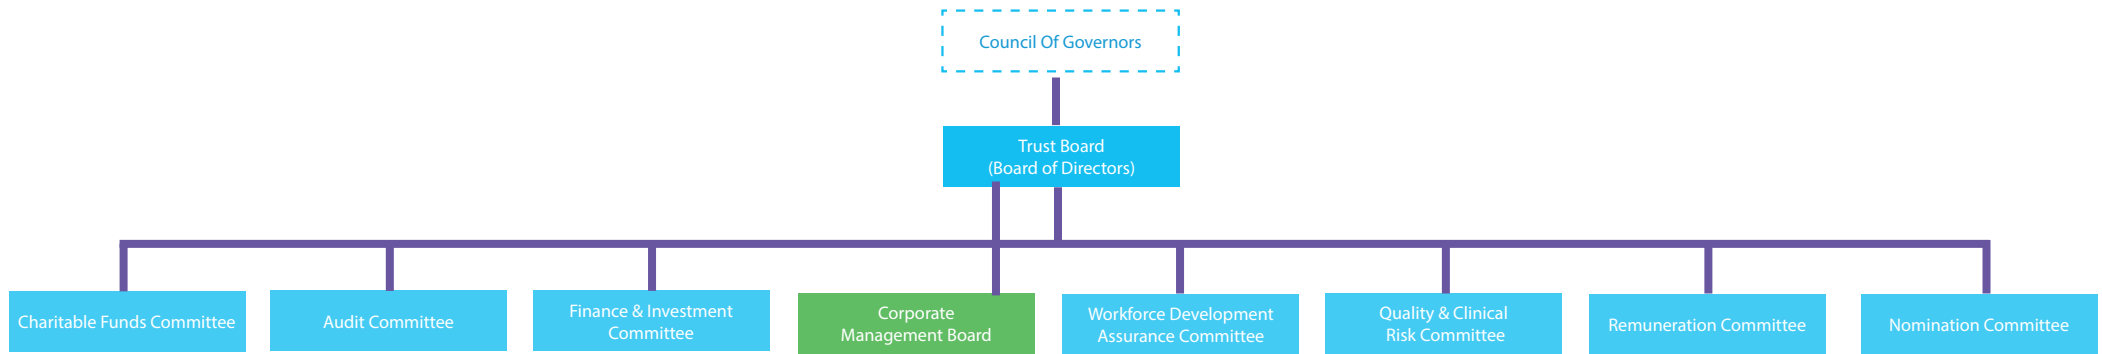 Council Of Governors
Trust Board
(Board of Directors)
Charitable Funds Committee
Audit Committee
Finance & Investment
Committee
Corporate
Management Board
Workforce Development
Assurance Committee
Quality & Clinical
Risk Committee
Remuneration Committee
Nomination Committee